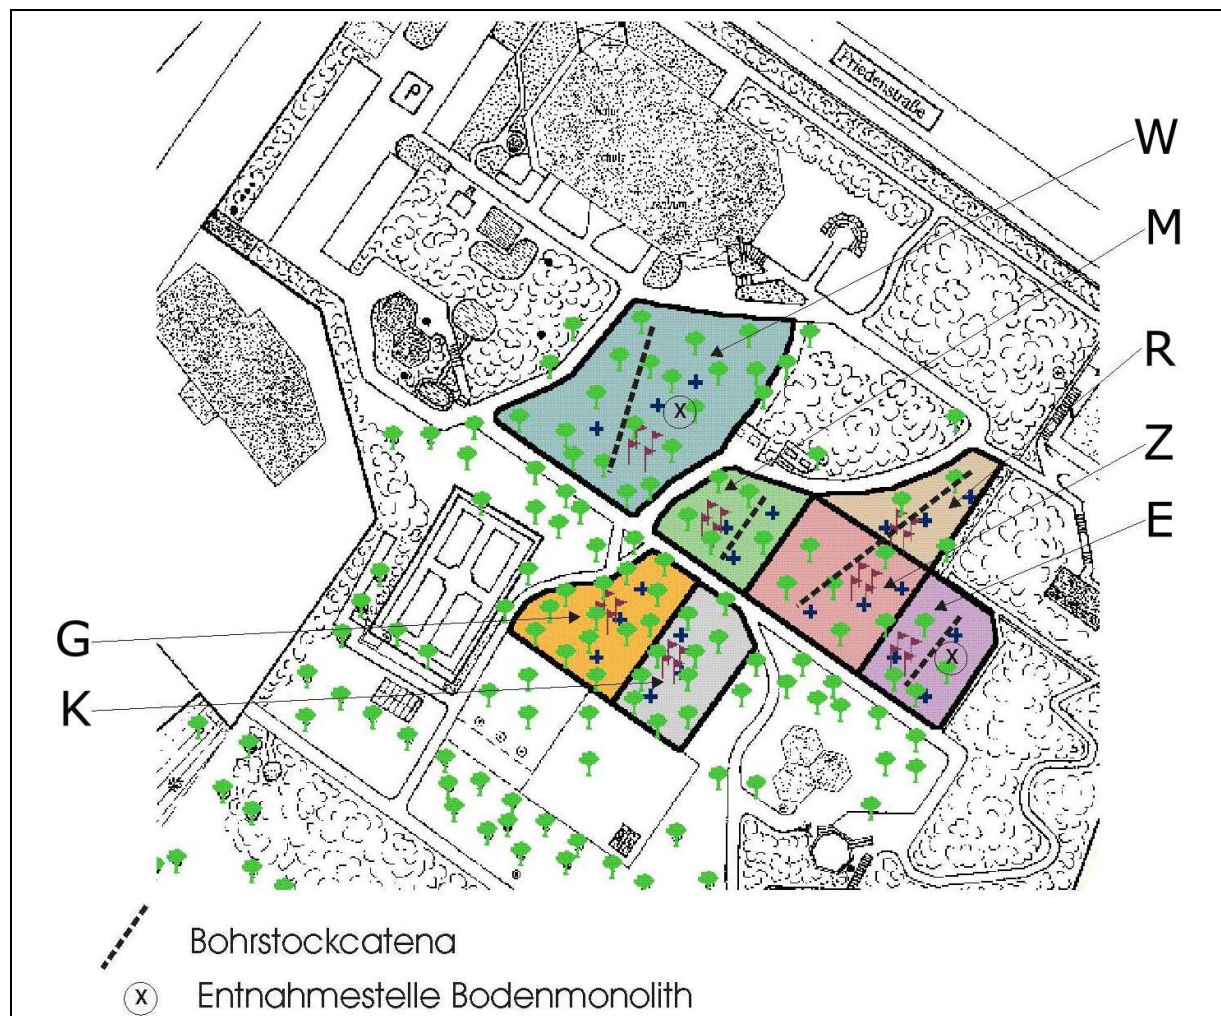 P
Friedenstraße
W
M
R
Z
E
G
K
X
X
Bohrstockcatena
X Entnahmestelle Bodenmonolith